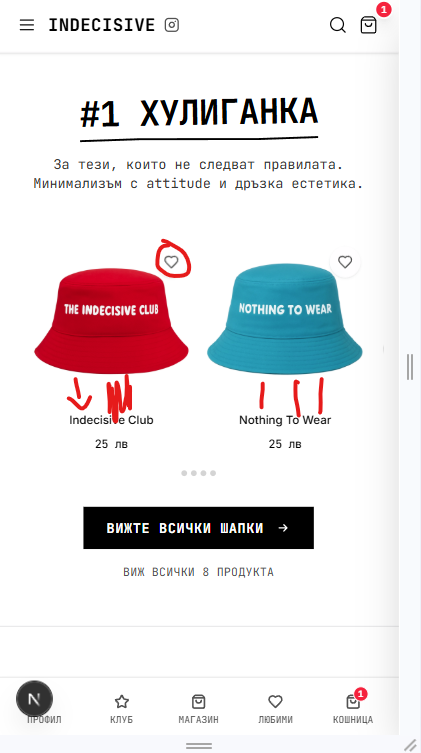 INDECISIVE
1
#1 ХУЛИГАНКА
За тези, които не следват правилата.
Минимализъм с attitude и дръзка естетика.
THE INDECISIVE CLUB
NOTHING TO WEAR
Indecisive Club
Nothing To Wear
25 лв
25 лв
ВИЖТЕ ВСИЧКИ ШАПКИ →
ВИЖ ВСИЧКИ 8 ПРОДУКТА
N
1
ПРОФИЛ
КЛУБ
МАГАЗИН
ЛЮБИМИ
КОШНИЦА